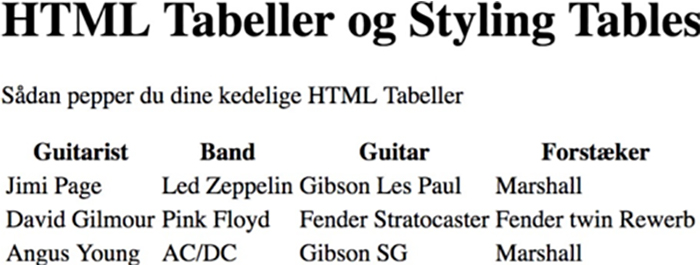 HTML Tabeller og Styling Tables
Sådan pepper du dine kedelige HTML Tabeller
Guitarist Band Guitar Forstæker
Jimi Page Led Zeppelin Gibson Les Paul Marshall
David Gilmour Pink Floyd Fender Stratocaster Fender twin Rewerb
Angus Young AC/DC Gibson SG Marshall